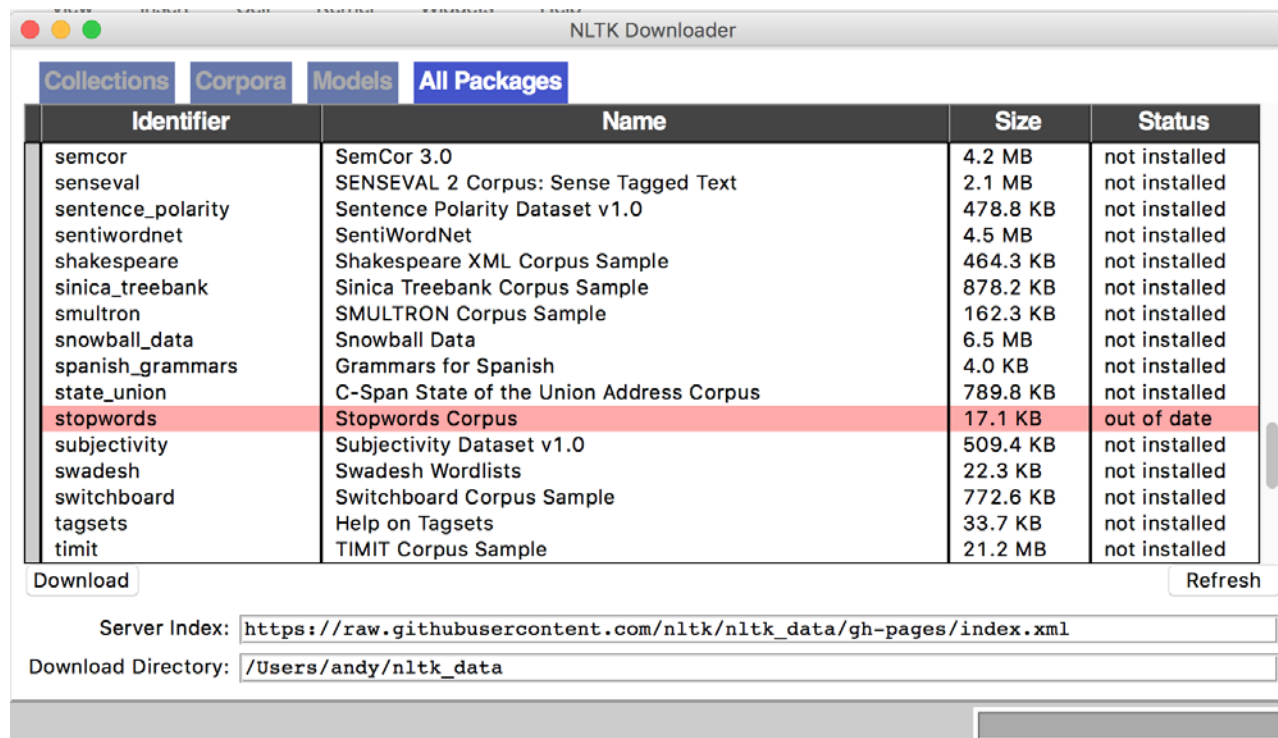 NLTK Downloader
Collections Corpora Models All Packages
Identifier Name Size Status
semcor SemCor 3.0 4.2 MB not installed
senseval SENSEVAL 2 Corpus: Sense Tagged Text 2.1 MB not installed
sentence_polarity Sentence Polarity Dataset v1.0 478.8 KB not installed
sentiwordnet SentiWordNet 4.5 MB not installed
shakespeare Shakespeare XML Corpus Sample 464.3 KB not installed
sinica_treebank Sinica Treebank Corpus Sample 878.2 KB not installed
smultron SMULTRON Corpus Sample 162.3 KB not installed
snowball_data Snowball Data 6.5 MB not installed
spanish_grammars Grammars for Spanish 4.0 KB not installed
state_union C-Span State of the Union Address Corpus 789.8 KB not installed
stopwords Stopwords Corpus 17.1 KB out of date
subjectivity Subjectivity Dataset v1.0 509.4 KB not installed
swadesh Swadesh Wordlists 22.3 KB not installed
switchboard Switchboard Corpus Sample 772.6 KB not installed
tagsets Help on Tagsets 33.7 KB not installed
timit TIMIT Corpus Sample 21.2 MB not installed
Download Refresh
Server Index: https://raw.githubusercontent.com/nltk/nltk_data/gh-pages/index.xml
Download Directory: /Users/andy/nltk_data